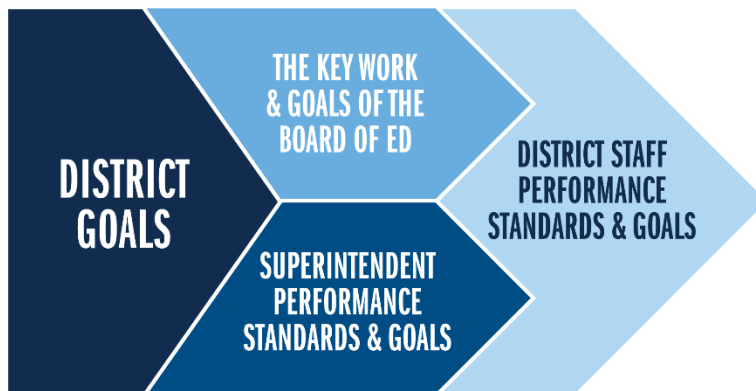 DISTRICT
GOALS
THE KEY WORK
& GOALS OF THE
BOARD OF ED
SUPERINTENDENT
PERFORMANCE
STANDARDS & GOALS
DISTRICT STAFF
PERFORMANCE
STANDARDS & GOALS